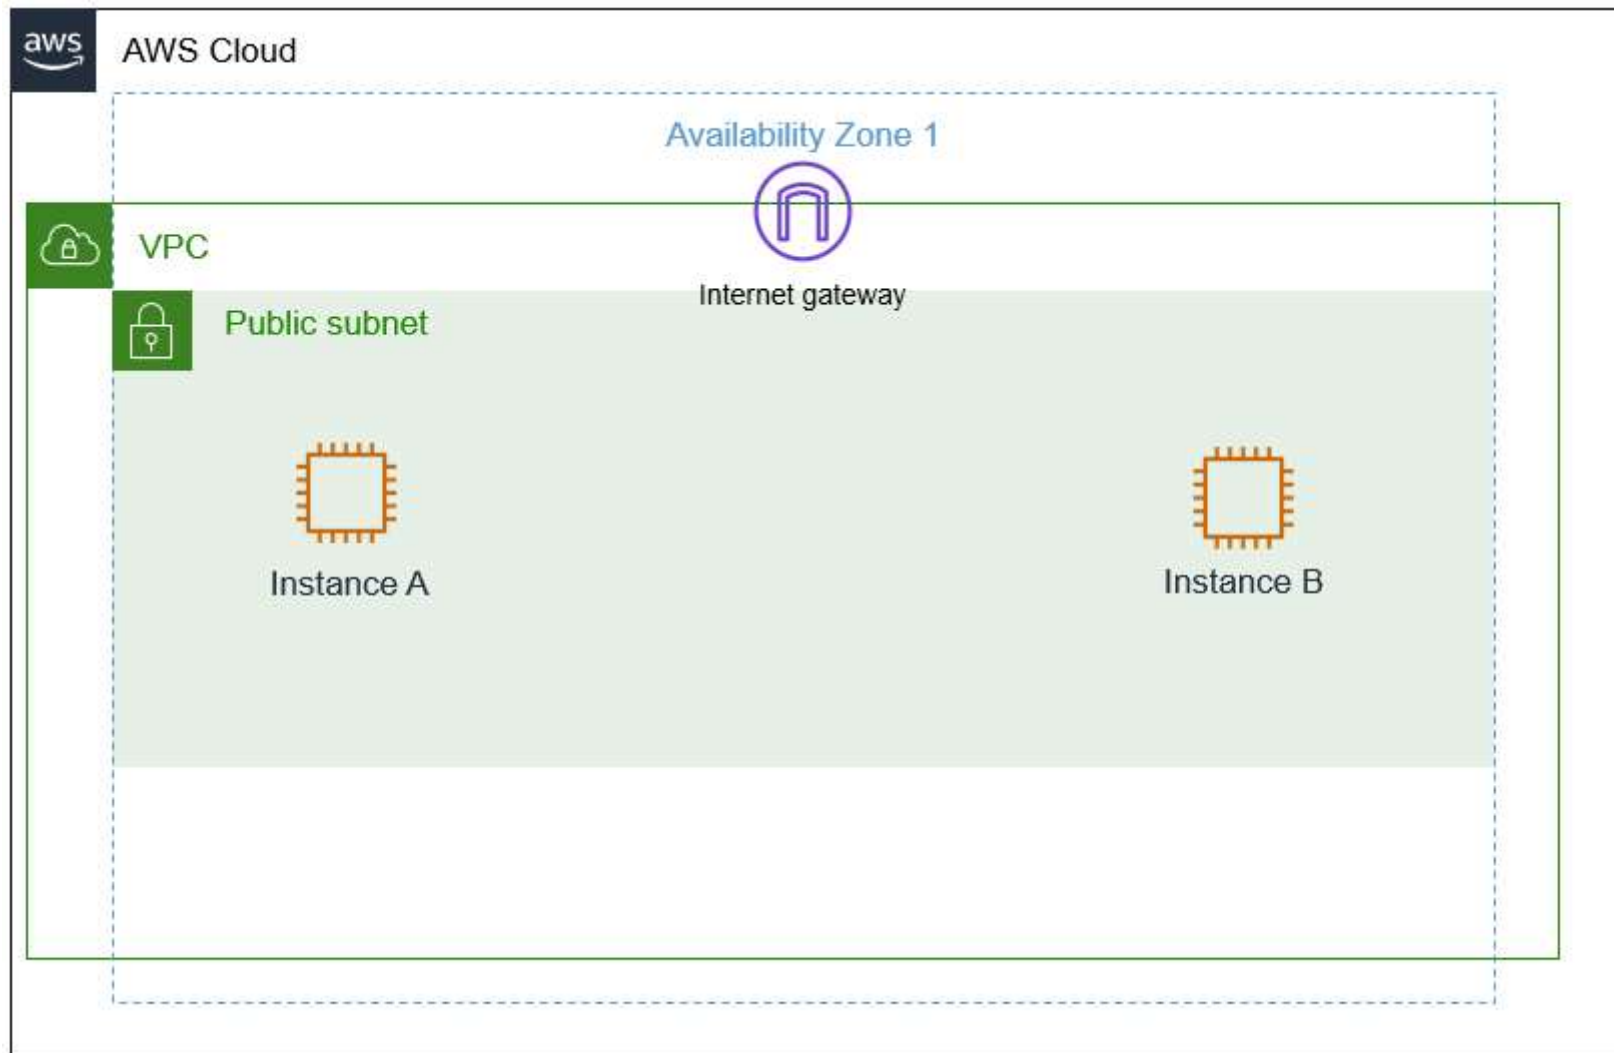 aws
AWS Cloud
Availability Zone 1
VPC
Internet gateway
Public subnet
Instance A
Instance B